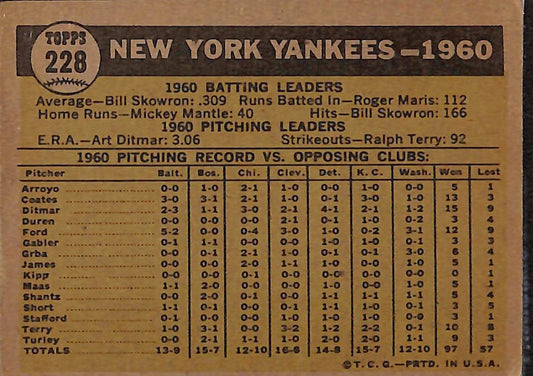 TOPPS
228
NEW YORK YANKEES—1960
1960 BATTING LEADERS
Average—Bill Skowron: .309 Runs Batted In—Roger Maris: 112
Home Runs—Mickey Mantle: 40 Hits—Bill Skowron: 166
1960 PITCHING LEADERS
E.R.A.—Art Ditmar: 3.06 Strikeouts—Ralph Terry: 92
1960 PITCHING RECORD VS. OPPOSING CLUBS:
Pitcher Balt. Bos. Chi. Clev. Det. K. C. Wash. Won Lost
Arroyo 0-0 1-0 2-1 1-0 0-0 1-0 0-0 5 1
Coates 3-0 3-1 2-1 0-0 1-0 3-0 1-0 13 3
Ditmar 2-3 1-1 3-0 2-1 4-1 2-1 1-2 15 9
Duren 0-0 0-0 0-1 0-0 2-1 1-0 0-2 3 4
Ford 5-2 0-0 0-4 3-0 1-0 2-1 1-2 12 9
Gabler 0-1 1-1 0-0 0-0 0-1 1-0 1-0 3 3
Grba 0-0 0-1 2-1 0-1 1-0 0-1 3-0 6 4
James 0-0 0-0 2-0 1-1 1-0 0-0 1-0 5 1
Kipp 0-0 0-0 0-0 0-0 0-0 0-1 0-0 0 1
Maas 1-1 2-0 0-0 0-0 1-0 0-0 1-0 5 1
Shantz 0-0 2-0 0-1 0-0 0-1 1-1 2-1 5 4
Short 1-1 0-1 0-0 0-1 1-1 1-0 0-1 3 5
Stafford 0-0 0-0 1-0 0-0 1-1 1-0 0-0 3 1
Terry 1-0 3-1 0-0 3-2 1-2 2-2 0-1 10 8
Turley 1-0 2-1 1-1 1-0 1-0 1-0 2-1 9 3
TOTALS 13-9 15-7 12-10 16-6 14-8 15-7 12-10 97 57
©T. C. G.—PRTD. IN U.S.A.